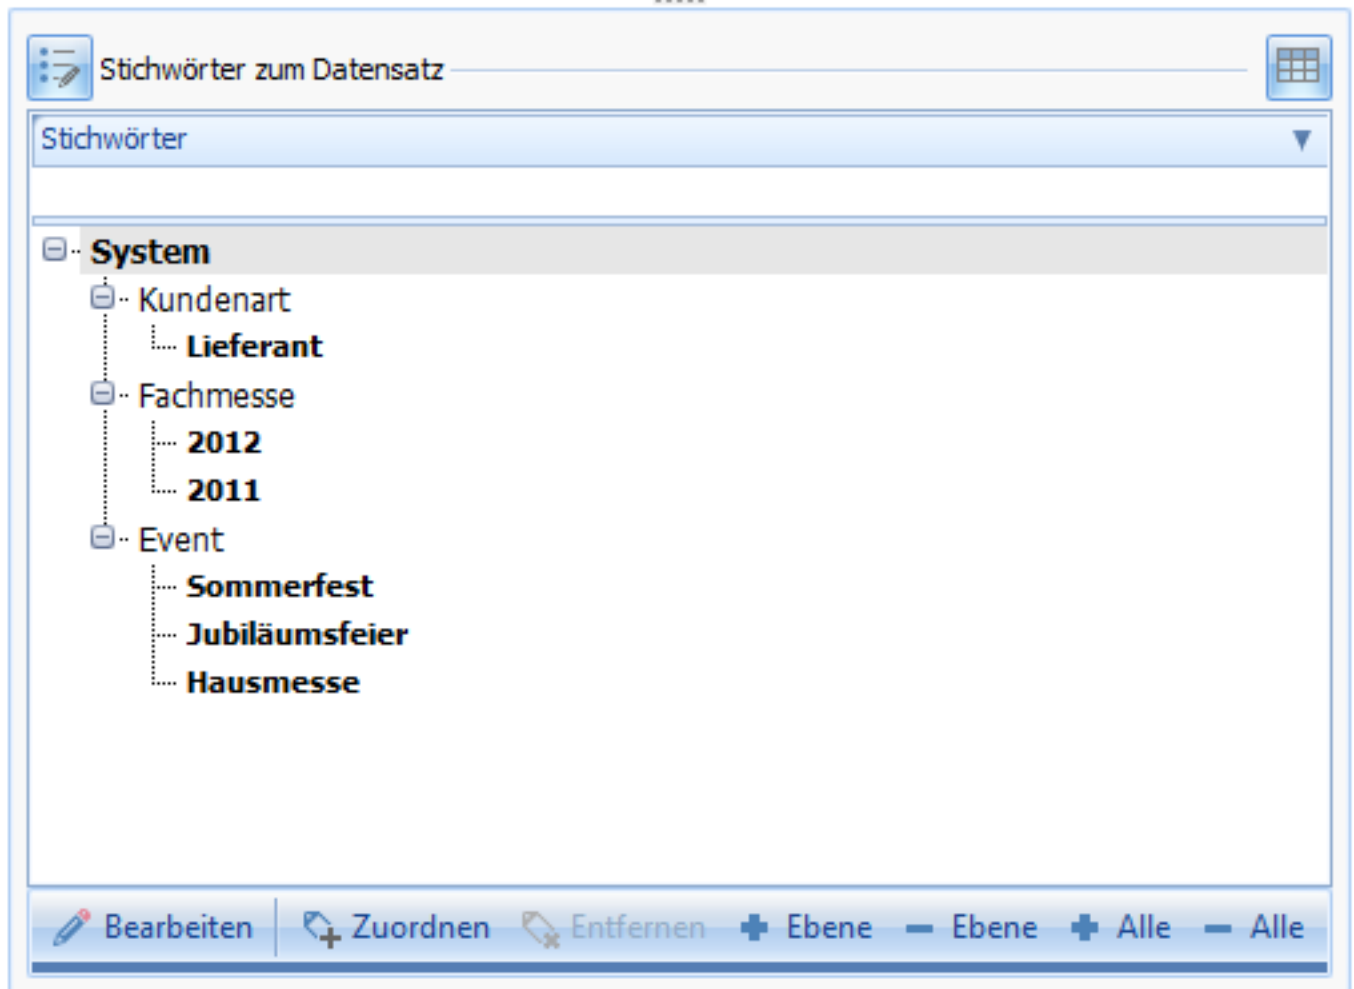 Stichwörter zum Datensatz
Stichwörter
System
Kundenart
Lieferant
Fachmesse
2012
2011
Event
Sommerfest
Jubiläumsfeier
Hausmesse
Bearbeiten Zuordnen Entfernen Ebene Ebene Alle Alle